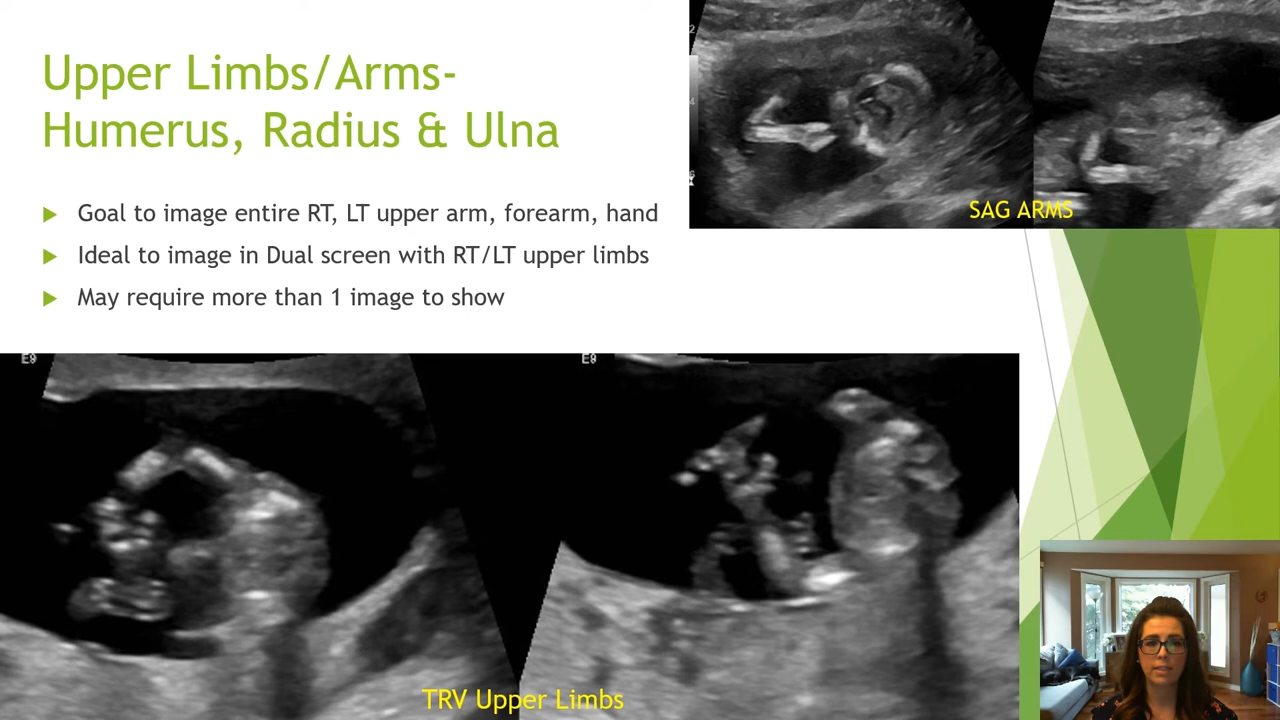 Upper Limbs/Arms-
Humerus, Radius & Ulna
Goal to image entire RT, LT upper arm, forearm, hand
Ideal to image in Dual screen with RT/LT upper limbs
May require more than 1 image to show
2
4
SAG ARMS
TRV Upper Limbs